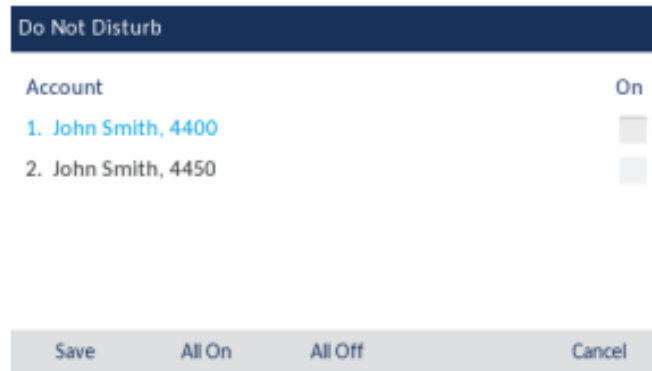 Do Not Disturb
Account On
1. John Smith, 4400
2. John Smith, 4450
Save All On All Off Cancel